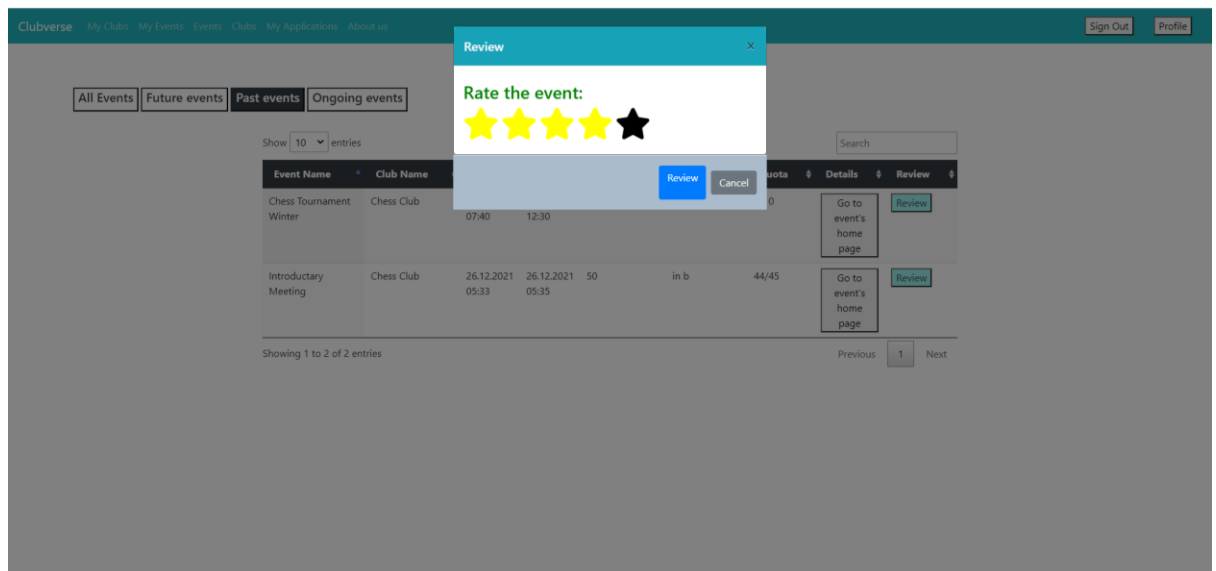 Clubverse My Clubs My Events Events Clubs My Applications About us Sign Out Profile
Review ×
Rate the event:
Review Cancel
All Events Future events Past events Ongoing events
Show 10 entries Search
Event Name Club Name uota Details Review
Chess Tournament Chess Club 0 Go to Review
Winter 07:40 12:30 event's
home
page
Introductary Chess Club 26.12.2021 26.12.2021 50 in b 44/45 Go to Review
Meeting 05:33 05:35 event's
home
page
Showing 1 to 2 of 2 entries Previous 1 Next